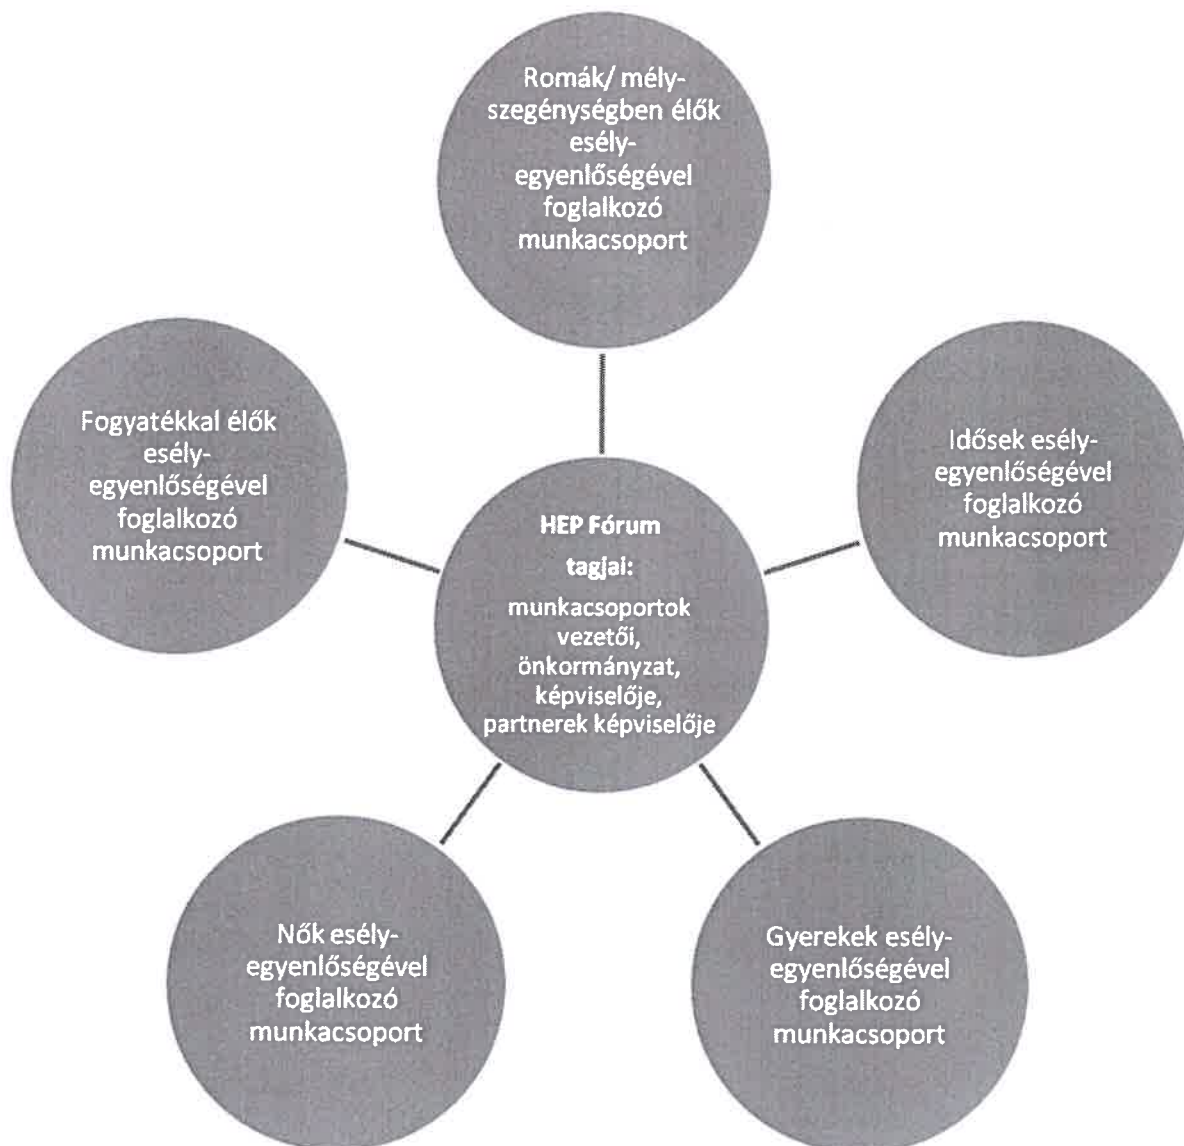 Romák/ mély-
szegénységben élők
esély-
egyenlőségével
foglalkozó
munkacsoport
Fogyatékkal élők
esély-
egyenlőségével
foglalkozó
munkacsoport
Idősek esély-
egyenlőségével
foglalkozó
munkacsoport
HEP Fórum
tagjai:
munkacsoportok
vezetői,
önkormányzat,
képviselője,
partnerek képviselője
Nők esély-
egyenlőségével
foglalkozó
munkacsoport
Gyerekek esély-
egyenlőségével
foglalkozó
munkacsoport